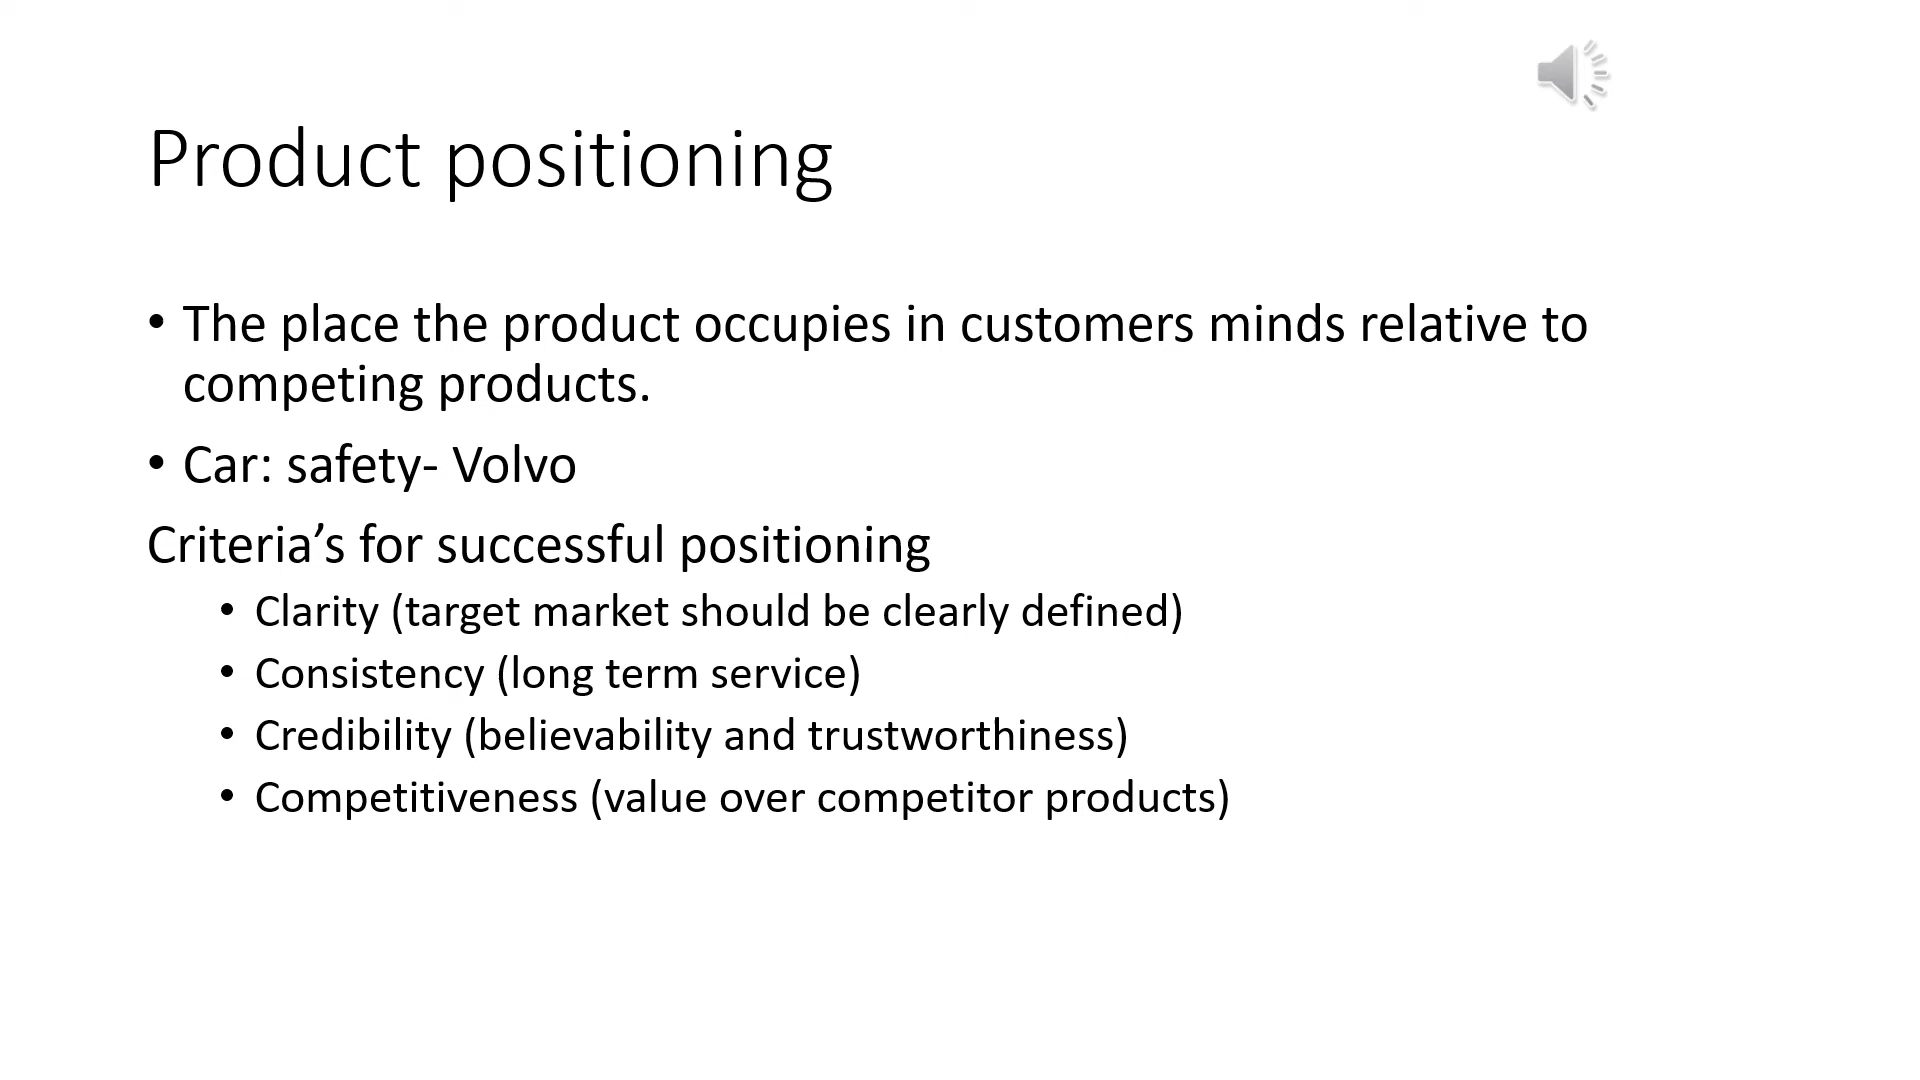 Product positioning
• The place the product occupies in customers minds relative to
competing products.
• Car: safety- Volvo
Criteria’s for successful positioning
• Clarity (target market should be clearly defined)
• Consistency (long term service)
• Credibility (believability and trustworthiness)
• Competitiveness (value over competitor products)